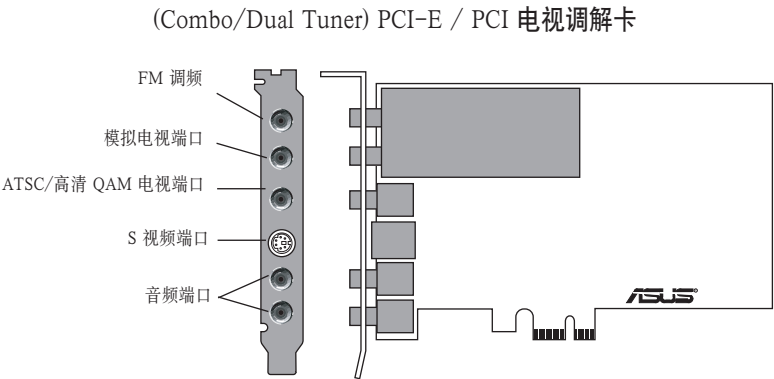 (Combo/Dual Tuner) PCI-E / PCI 电视调解卡
FM 调频
模拟电视端口
ATSC/高清 QAM 电视端口
S 视频端口
音频端口
ASUS